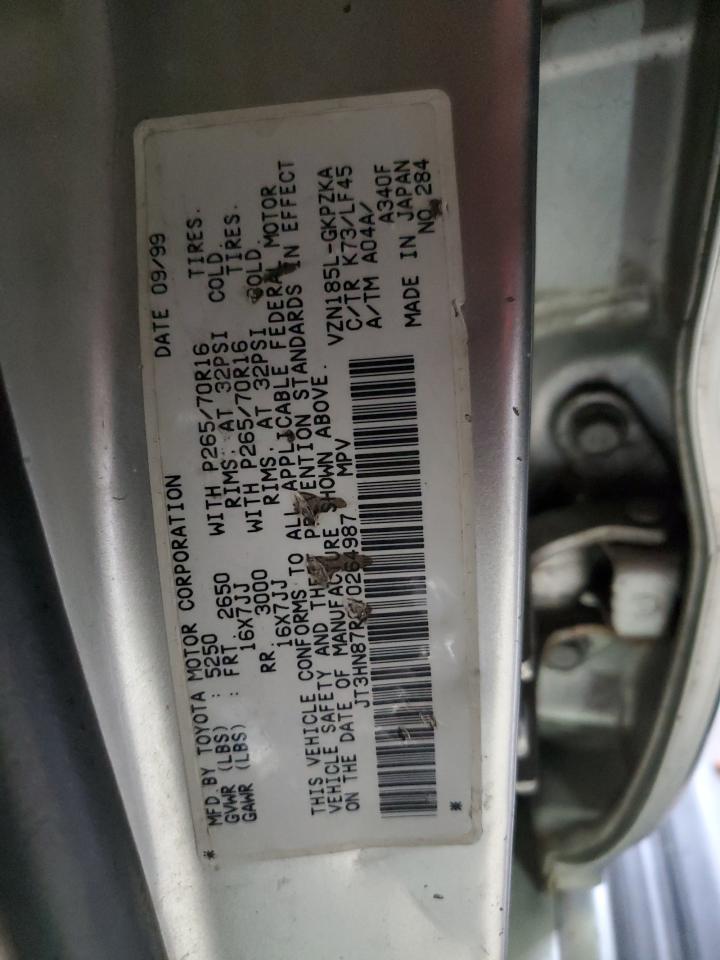 DATE 09/99
* MFD. BY TOYOTA MOTOR CORPORATION
GVWR (LBS) : 5250 WITH P265/70R16 TIRES.
GAWR (LBS) : FRT. 2650 RIMS. AT 32PSI COLD.
16X7JJ WITH P265/70R16 TIRES.
RR. 3000 RIMS. AT 32PSI COLD.
16X7JJ
THIS VEHICLE CONFORMS TO ALL APPLICABLE FEDERAL MOTOR
VEHICLE SAFETY AND STANDARDS IN EFFECT
ON THE DATE OF MANUFACTURE SHOWN ABOVE.
MPV
VZN185L-GKPZKA
C/TR K73/LF45
A/TM A04A/
A340F
MADE IN JAPAN
NO. 284
*